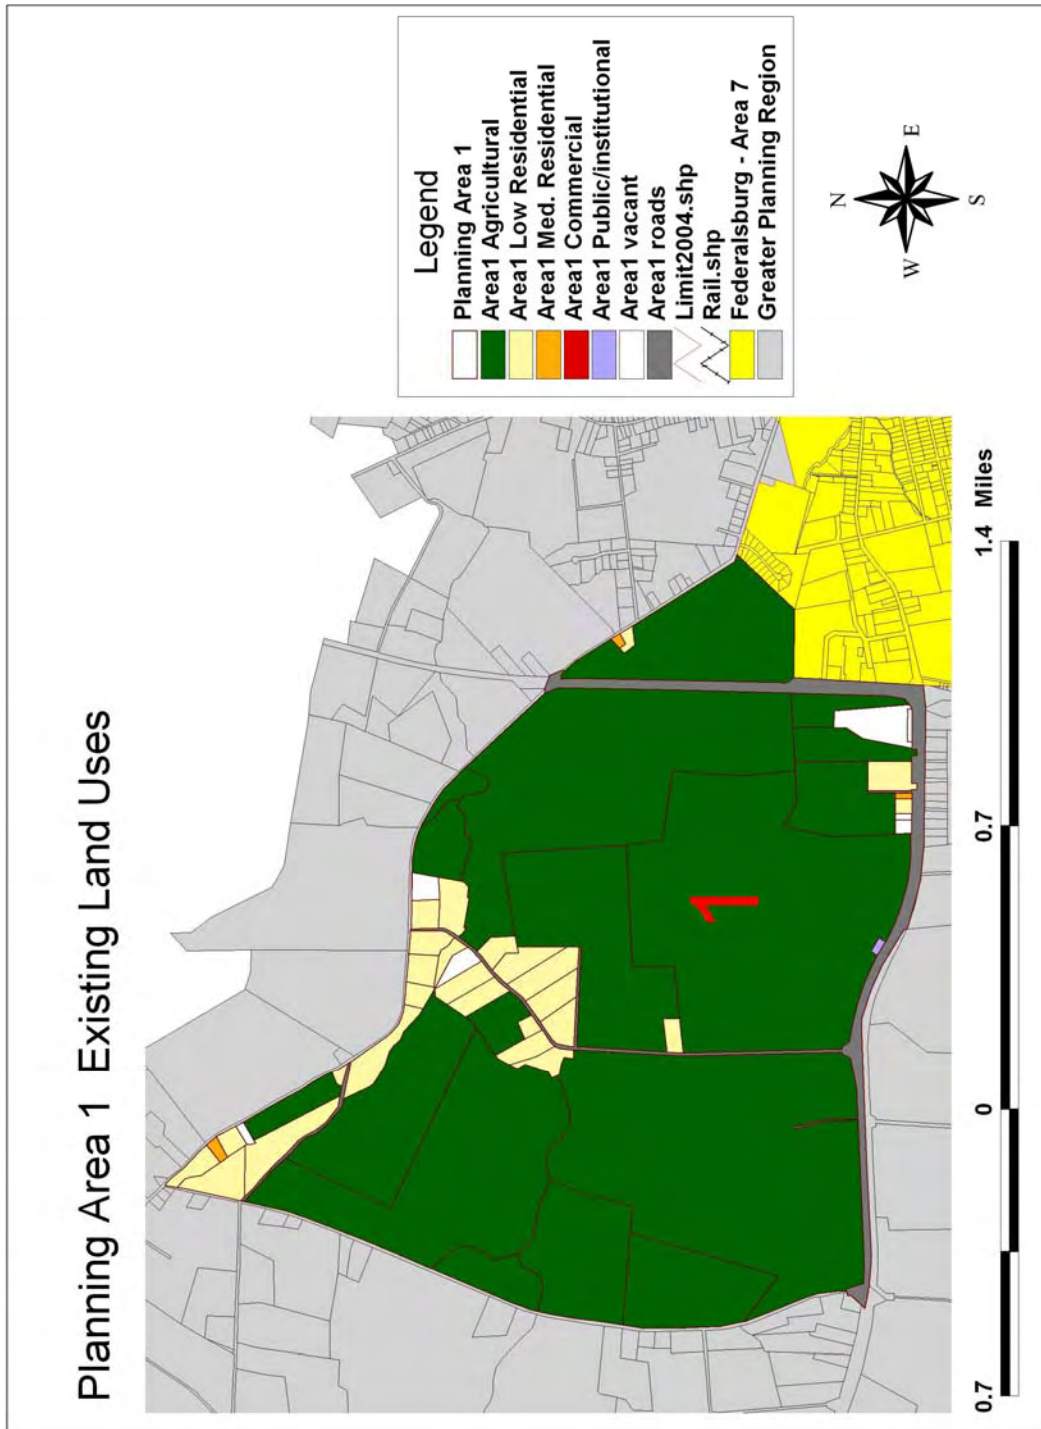 Planning Area 1 Existing Land Uses
Legend
Planning Area 1
Area1 Agricultural
Area1 Low Residential
Area1 Med. Residential
Area1 Commercial
Area1 Public/institutional
Area1 vacant
Area1 roads
Limit2004.shp
Rail.shp
Federalsburg - Area 7
Greater Planning Region
N
W
E
S
1
0.7
0
0.7
1.4 Miles